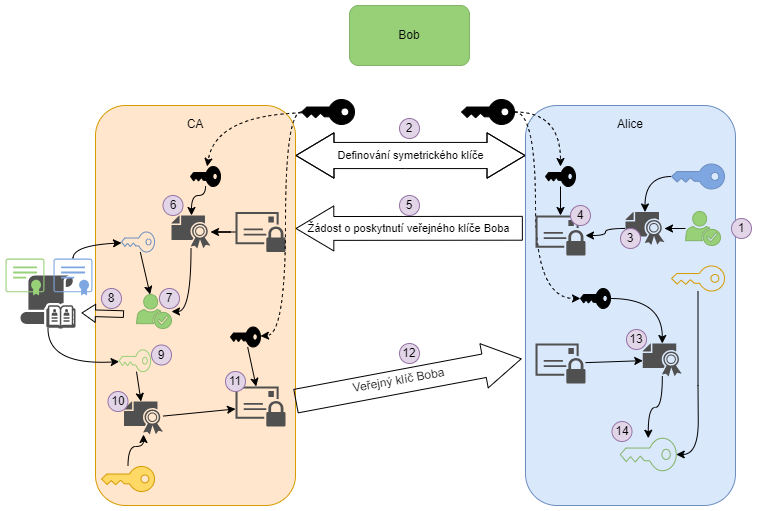 Bob
CA
Alice
2
Definování symetrického klíče
6
5
Žádost o poskytnutí veřejného klíče Boba
4
3
1
8
7
9
12
Veřejný klíč Boba
13
10
11
14